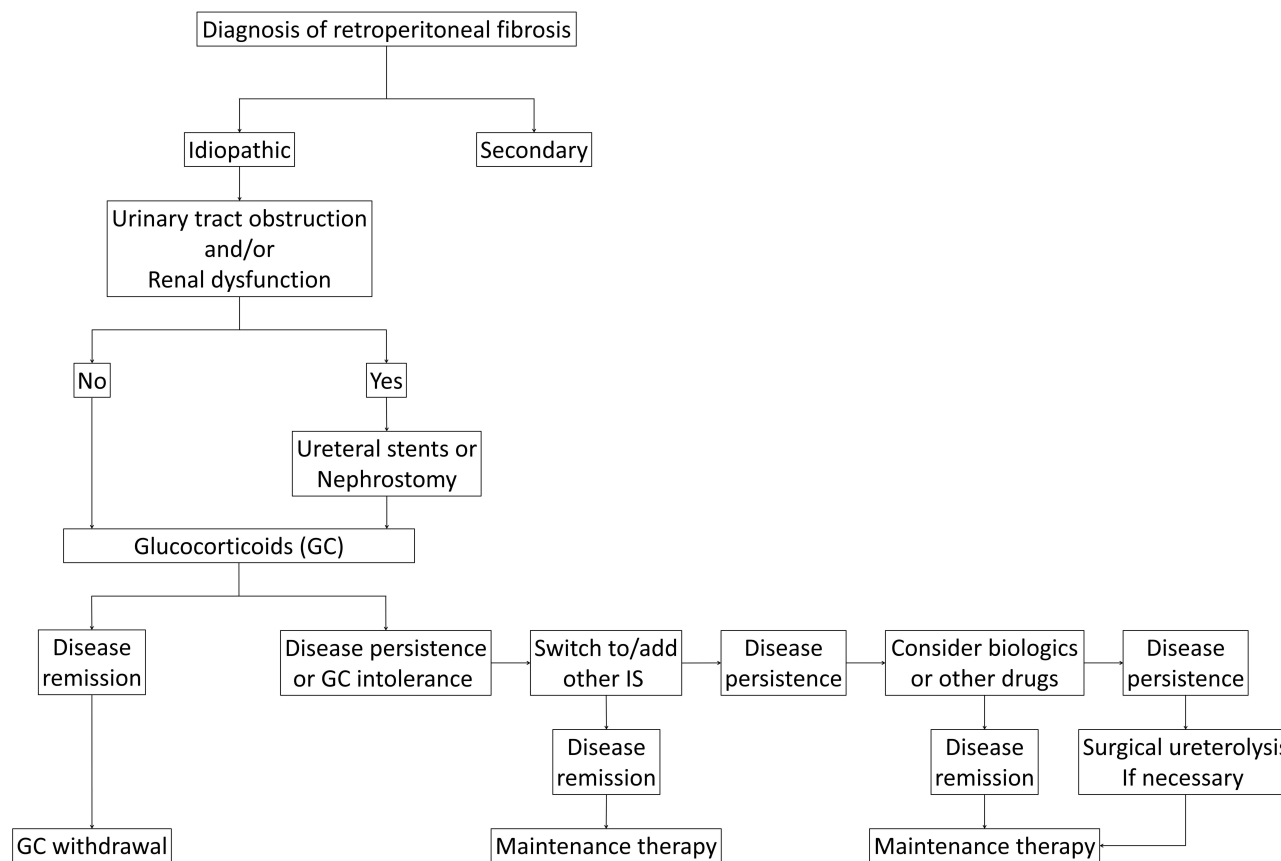 Diagnosis of retroperitoneal fibrosis
Idiopathic
Secondary
Urinary tract obstruction
and/or
Renal dysfunction
No
Yes
Ureteral stents or
Nephrostomy
Glucocorticoids (GC)
Disease
remission
Disease persistence
or GC intolerance
Switch to/add
other IS
Disease
persistence
Consider biologics
or other drugs
Disease
persistence
Disease
remission
Disease
remission
Surgical ureterolysis
If necessary
GC withdrawal
Maintenance therapy
Maintenance therapy